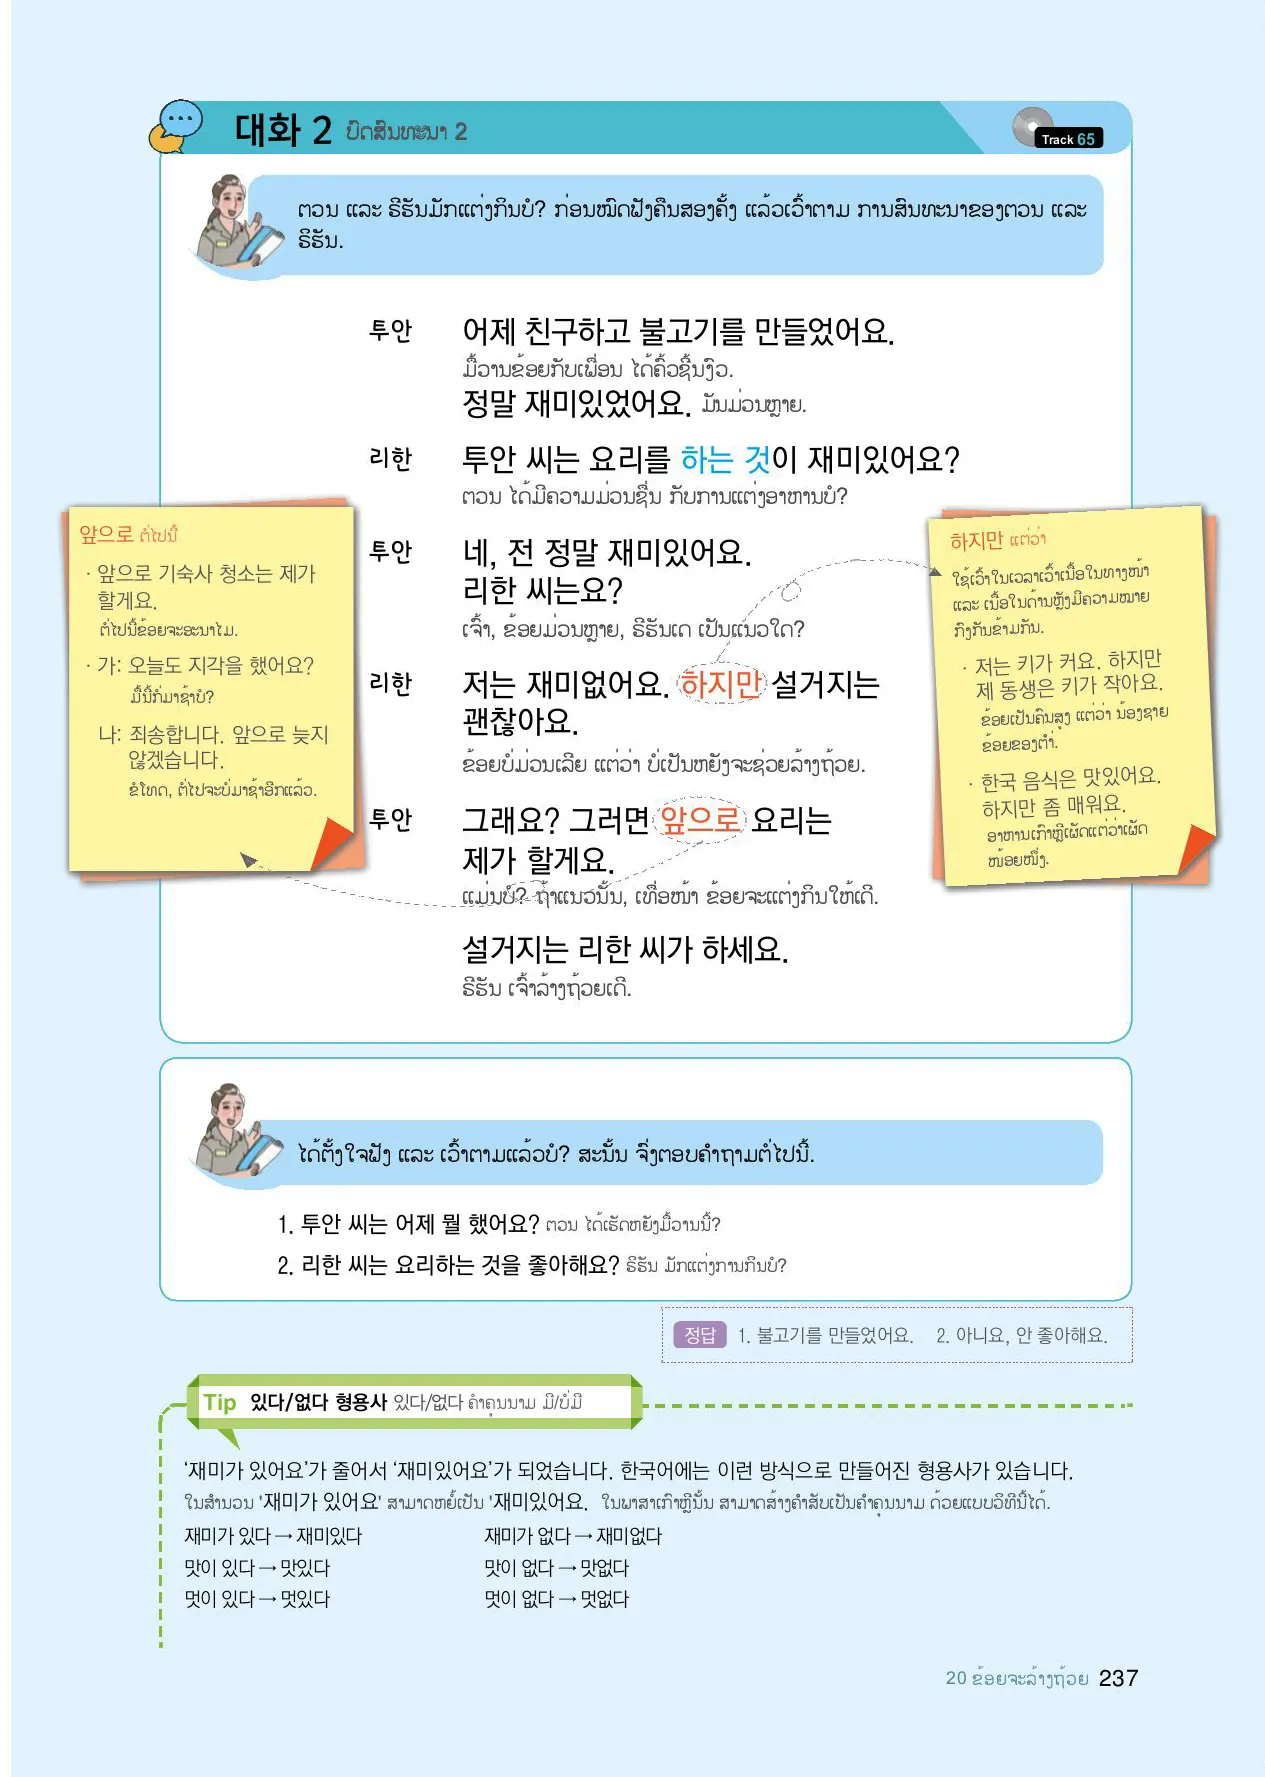 대화 2 ບົດສົນທະນາ 2
Track 65
ຕວນ ແລະ ຣິຮັນມັກແຕ່ງກິນບໍ? ກ່ອນໝົດຟັງຄືນສອງຄັ້ງ ແລ້ວເວົ້າຕາມ ການສົນທະນາຂອງຕວນ ແລະ
ຣິຮັນ.
투안 어제 친구하고 불고기를 만들었어요.
ມື້ວານຂ້ອຍກັບເພື່ອນ ໄດ້ຄົ້ວຊີ້ນງົວ.
정말 재미있었어요. ມັນມ່ວນຫຼາຍ.
리한 투안 씨는 요리를 하는 것이 재미있어요?
ຕວນ ໄດ້ມີຄວາມມ່ວນຊື່ນ ກັບການແຕ່ງອາຫານບໍ?
투안 네, 전 정말 재미있어요.
리한 씨는요?
ເຈົ້າ, ຂ້ອຍມ່ວນຫຼາຍ, ຣິຮັນເດ ເປັນແນວໃດ?
리한 저는 재미없어요. 하지만 설거지는
괜찮아요.
ຂ້ອຍບໍ່ມ່ວນເລີຍ ແຕ່ວ່າ ບໍ່ເປັນຫຍັງຈະຊ່ວຍລ້າງຖ້ວຍ.
투안 그래요? 그러면 앞으로 요리는
제가 할게요.
ແມ່ນບໍ່? ຖ້າແນວນັ້ນ, ເທື່ອໜ້າ ຂ້ອຍຈະແຕ່ງກິນໃຫ້ເດີ.
설거지는 리한 씨가 하세요.
ຣິຮັນ ເຈົ້າລ້າງຖ້ວຍເດີ.
앞으로 ຕໍ່ໄປນີ້
· 앞으로 기숙사 청소는 제가
할게요.
ຕໍ່ໄປນີ້ຂ້ອຍຈະອະນາໄມ.
· 가: 오늘도 지각을 했어요?
ມື້ນີ້ກໍ່ມາຊ້າບໍ?
나: 죄송합니다. 앞으로 늦지
않겠습니다.
ຂໍໂທດ, ຕໍ່ໄປຈະບໍ່ມາຊ້າອີກແລ້ວ.
하지만 ແຕ່ວ່າ
ໃຊ້ເວົ້າໃນເວລາເວົ້າເນື້ອໃນທາງໜ້າ
ແລະ ເນື້ອໃນດ້ານຫຼັງມີຄວາມໝາຍ
ກົງກັນຂ້າມກັນ.
· 저는 키가 커요. 하지만
제 동생은 키가 작아요.
ຂ້ອຍເປັນຄົນສູງ ແຕ່ວ່າ ນ້ອງຊາຍ
ຂ້ອຍຂອງຕ່ຳ.
· 한국 음식은 맛있어요.
하지만 좀 매워요.
ອາຫານເກົາຫຼີເຜັດແຕ່ວ່າເຜັດ
ໜ້ອຍໜຶ່ງ.
ໄດ້ຕັ້ງໃຈຟັງ ແລະ ເວົ້າຕາມແລ້ວບໍ? ສະນັ້ນ ຈົ່ງຕອບຄຳຖາມຕໍ່ໄປນີ້.
1. 투안 씨는 어제 뭘 했어요? ຕວນ ໄດ້ເຮັດຫຍັງມື້ວານນີ້?
2. 리한 씨는 요리하는 것을 좋아해요? ຣິຮັນ ມັກແຕ່ງການກິນບໍ?
정답 1. 불고기를 만들었어요. 2. 아니요, 안 좋아해요.
Tip 있다/없다 형용사 있다/없다 ຄຳຄຸນນາມ ມີ/ບໍ່ມີ
‘재미가 있어요’가 줄어서 ‘재미있어요’가 되었습니다. 한국어에는 이런 방식으로 만들어진 형용사가 있습니다.
ໃນສຳນວນ '재미가 있어요' ສາມາດຫຍໍ້ເປັນ '재미있어요. ໃນພາສາເກົາຫຼີນັ້ນ ສາມາດສ້າງຄຳສັບເປັນຄຳຄຸນນາມ ດ້ວຍແບບວິທີນີ້ໄດ້.
재미가 있다 → 재미있다 재미가 없다 → 재미없다
맛이 있다 → 맛있다 맛이 없다 → 맛없다
멋이 있다 → 멋있다 멋이 없다 → 멋없다
20 ຂ້ອຍຈະລ້າງຖ້ວຍ 237